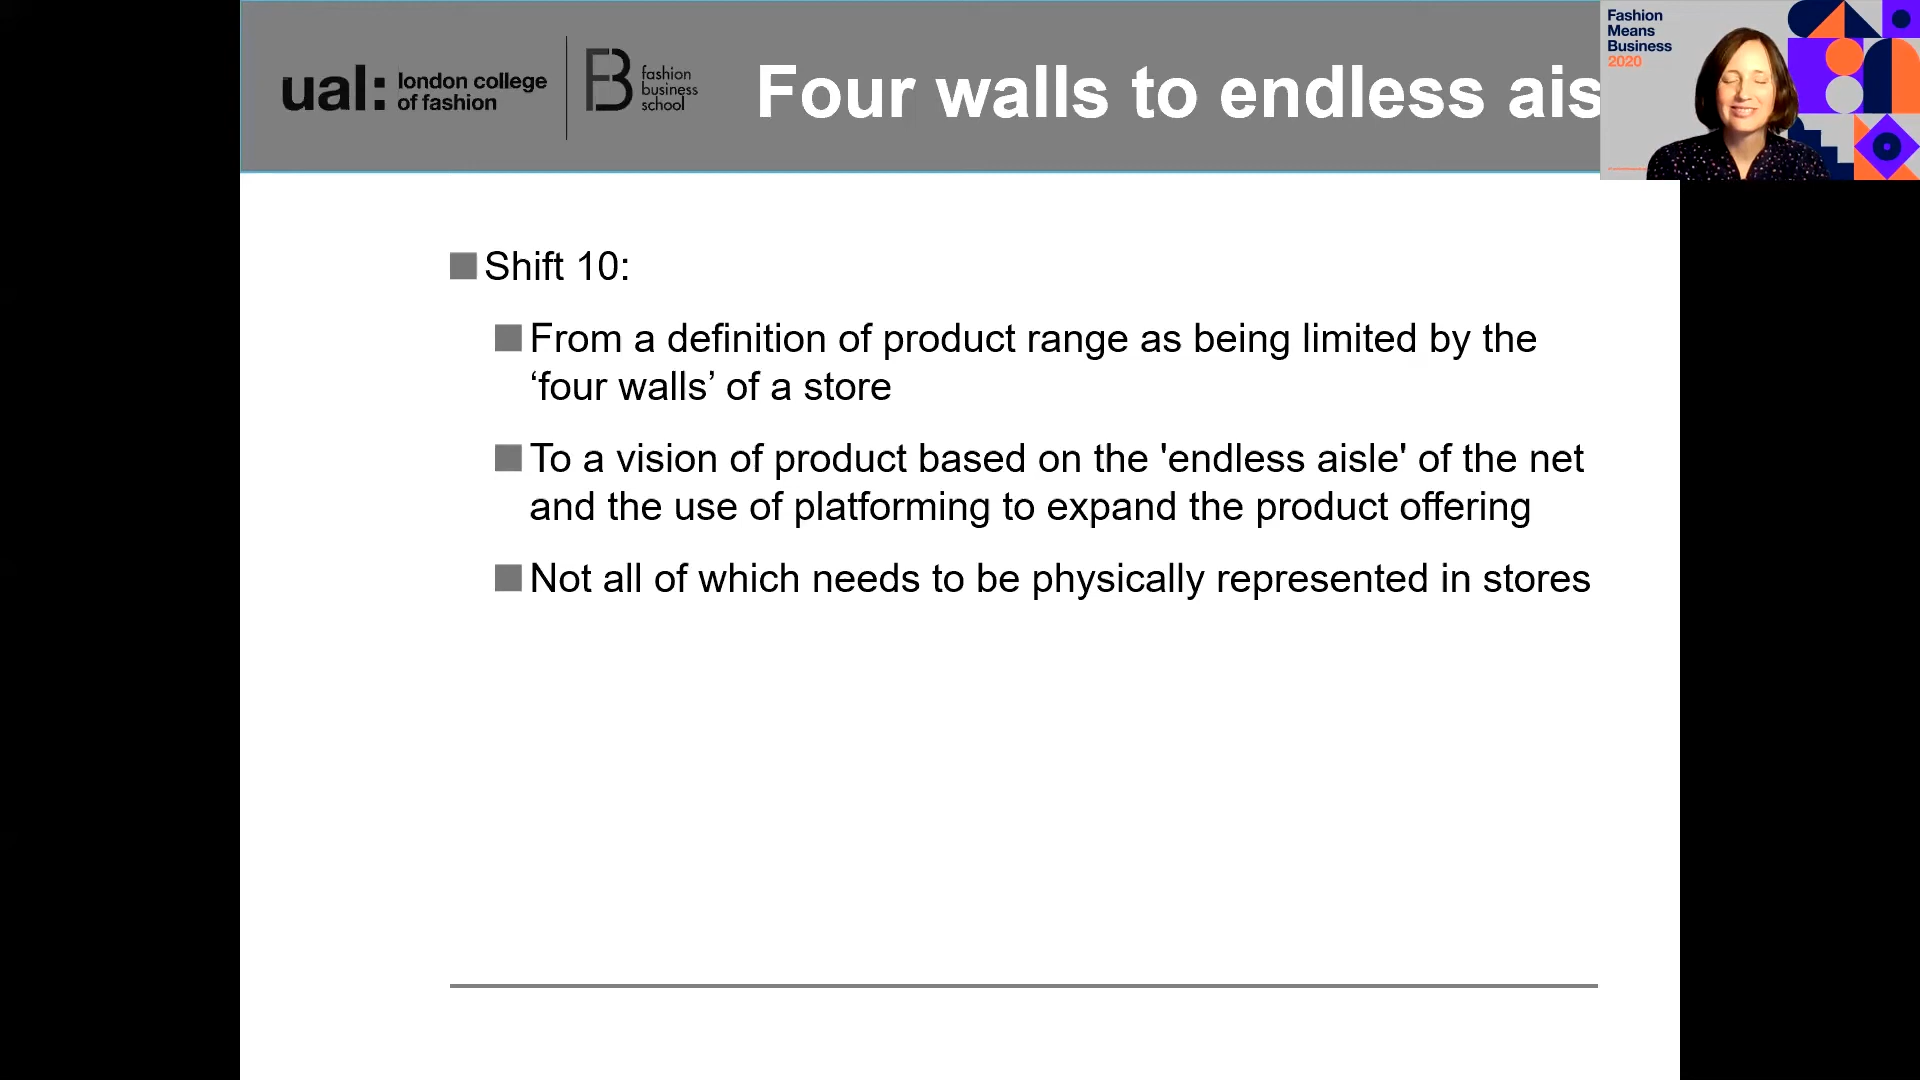 ual: london college
of fashion
fashion
business
school
Four walls to endless ais
Fashion
Means
Business
2020
Shift 10:
From a definition of product range as being limited by the
‘four walls’ of a store
To a vision of product based on the 'endless aisle' of the net
and the use of platforming to expand the product offering
Not all of which needs to be physically represented in stores